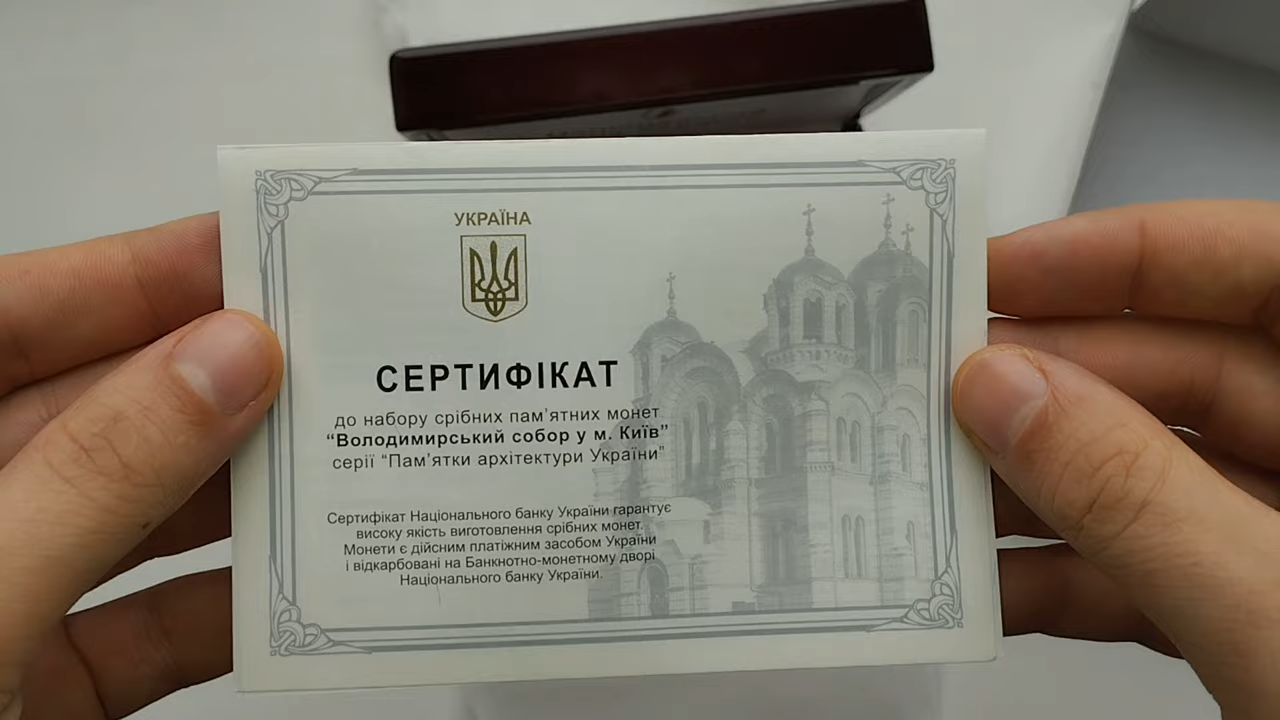 УКРАЇНА
СЕРТИФІКАТ
до набору срібних пам’ятних монет
“Володимирський собор у м. Київ”
серії “Пам’ятки архітектури України”
Сертифікат Національного банку України гарантує
високу якість виготовлення срібних монет.
Монети є дійсним платіжним засобом України
і відкарбовані на Банкнотно-монетному дворі
Національного банку України.